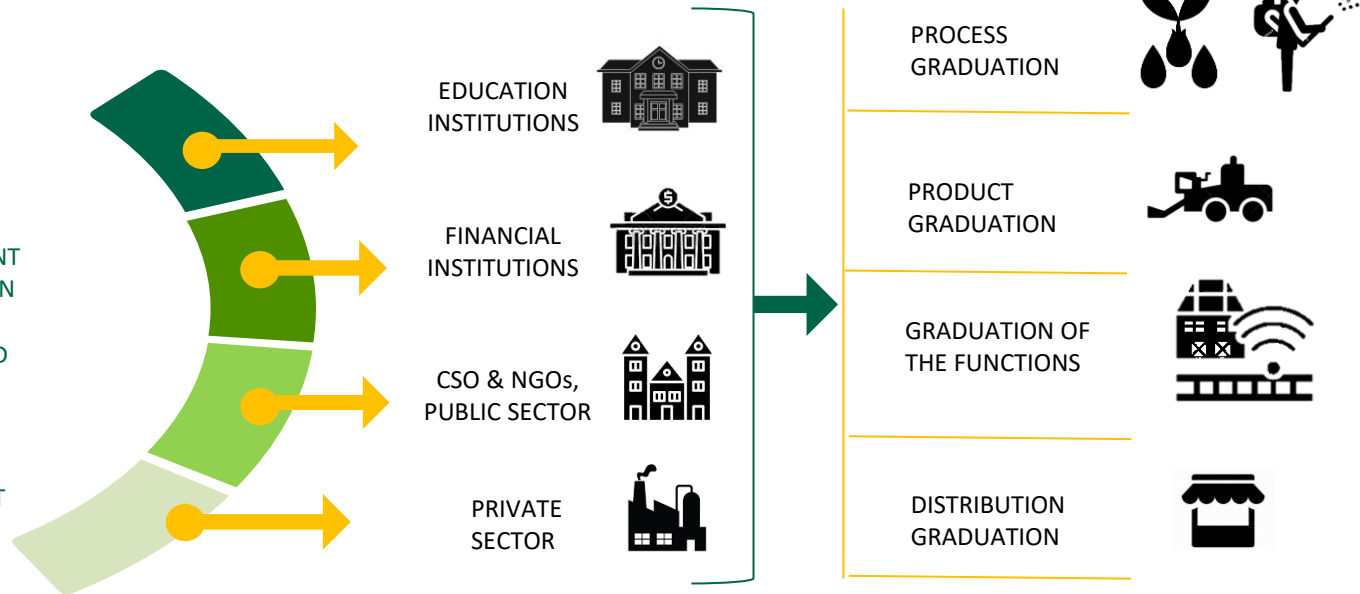 EDUCATION
INSTITUTIONS
FINANCIAL
INSTITUTIONS
CSO & NGOs,
PUBLIC SECTOR
PRIVATE
SECTOR
PROCESS
GRADUATION
PRODUCT
GRADUATION
GRADUATION OF
THE FUNCTIONS
DISTRIBUTION
GRADUATION